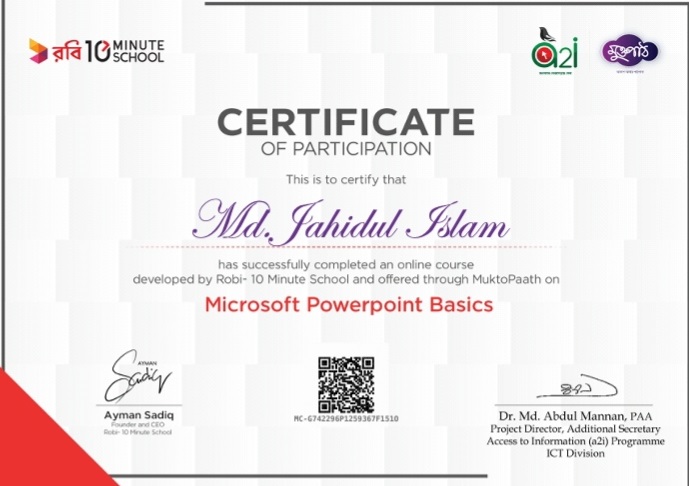 রবি 10 MINUTE SCHOOL
a2i
মুক্তপাঠ
CERTIFICATE
OF PARTICIPATION
This is to certify that
Md. Jahidul Islam
has successfully completed an online course
developed by Robi- 10 Minute School and offered through MuktoPaath on
Microsoft Powerpoint Basics
AYMAN
Sadiq
Ayman Sadiq
Founder and CEO
Robi- 10 Minute School
MC-G742296P1259367F1510
Dr. Md. Abdul Mannan, PAA
Project Director, Additional Secretary
Access to Information (a2i) Programme
ICT Division